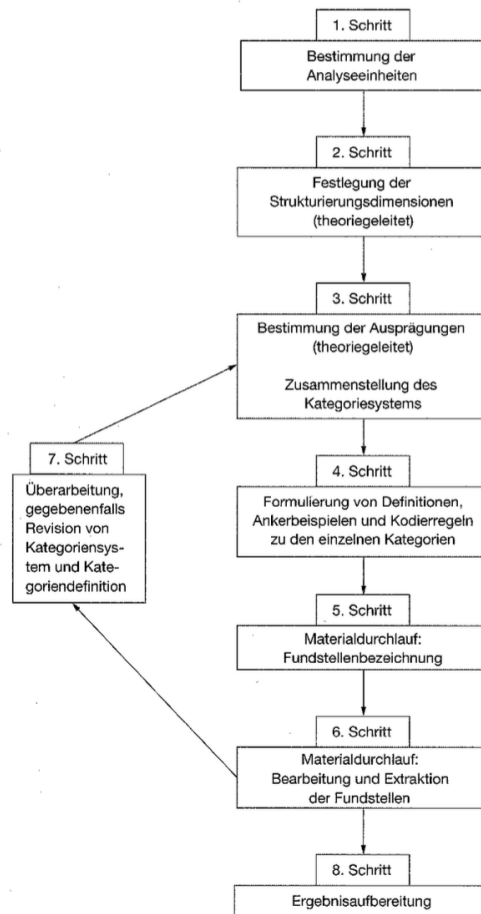 1. Schritt
Bestimmung der
Analyseeinheiten
2. Schritt
Festlegung der
Strukturierungsdimensionen
(theoriegeleitet)
3. Schritt
Bestimmung der Ausprägungen
(theoriegeleitet)
Zusammenstellung des
Kategoriesystems
4. Schritt
Formulierung von Definitionen,
Ankerbeispielen und Kodierregeln
zu den einzelnen Kategorien
5. Schritt
Materialdurchlauf:
Fundstellenbezeichnung
6. Schritt
Materialdurchlauf:
Bearbeitung und Extraktion
der Fundstellen
7. Schritt
Überarbeitung,
gegebenenfalls
Revision von
Kategoriensys-
tem und Kate-
goriendefinition
8. Schritt
Ergebnisaufbereitung